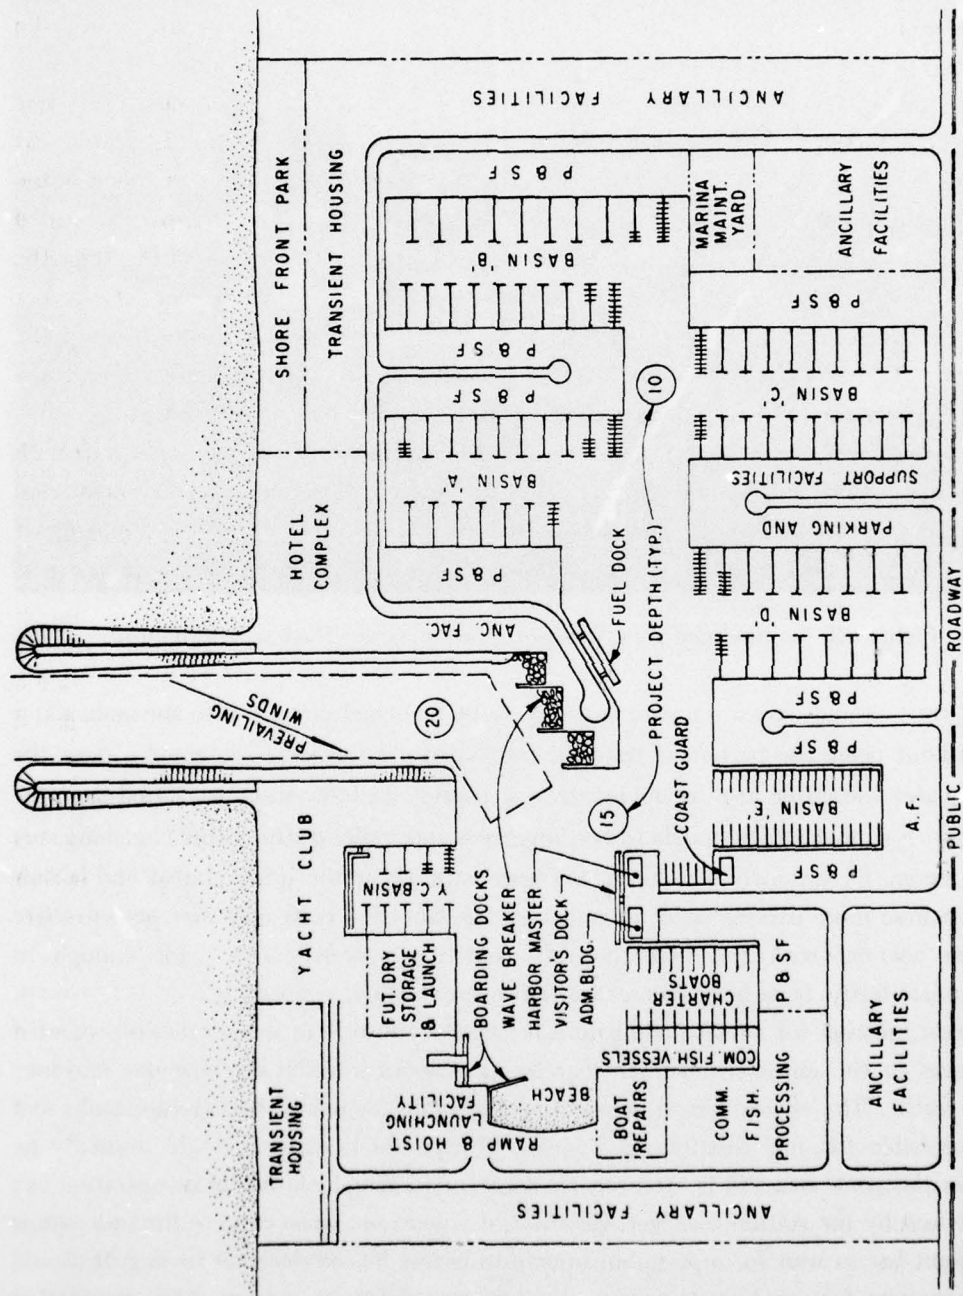 SHORE FRONT PARK
TRANSIENT HOUSING
HOTEL
COMPLEX
ANCILLARY FACILITIES
P & S F
BASIN 'B'
P & S F
P & S F
BASIN 'A'
P & S F
ANC. FAC.
MARINA
MAINT.
YARD
ANCILLARY
FACILITIES
P & S F
BASIN 'C'
SUPPORT FACILITIES
PARKING AND
BASIN 'D'
P & S F
P & S F
BASIN 'E'
P & S F
A. F.
10
PROJECT DEPTH (TYP.)
15
20
FUEL DOCK
PREVAILING
WINDS
YACHT CLUB
Y.C. BASIN
FUT. DRY
STORAGE
& LAUNCH
BOARDING DOCKS
WAVE BREAKER
HARBOR MASTER
VISITOR'S DOCK
ADM. BLDG.
COAST GUARD
TRANSIENT
HOUSING
RAMP & HOIST
LAUNCHING
FACILITY
BEACH
BOAT
REPAIRS
COMM.
FISH.
PROCESSING
COM. FISH. VESSELS
CHARTER
BOATS
P & S F
ANCILLARY
FACILITIES
ANCILLARY FACILITIES
PUBLIC ROADWAY